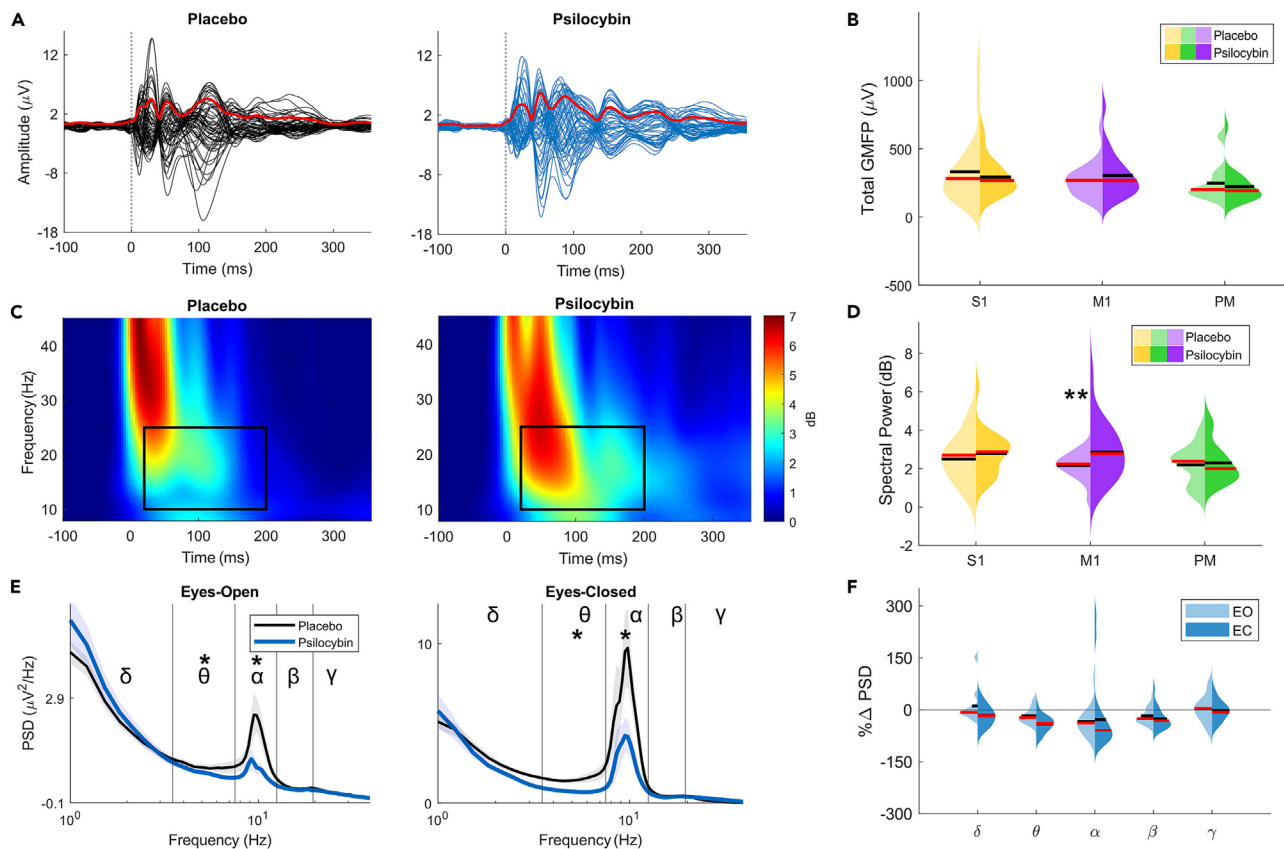 A
Placebo
Psilocybin
Amplitude (μV)
12
2
-8
-18
-100
0
100
200
300
Time (ms)
12
2
-8
-18
-100
0
100
200
300
Time (ms)
B
Placebo
Psilocybin
Total GMFP (μV)
1000
500
0
-500
S1
M1
PM
C
Placebo
Psilocybin
Frequency (Hz)
40
30
20
10
-100
0
100
200
300
Time (ms)
40
30
20
10
-100
0
100
200
300
Time (ms)
7
6
5
4
3
2
1
0
dB
D
Placebo
Psilocybin
**
Spectral Power (dB)
8
6
4
2
0
-2
S1
M1
PM
E
Eyes-Open
Placebo
Psilocybin
* *
δ θ α β γ
PSD (μV²/Hz)
2.9
-0.1
10⁰
10¹
Frequency (Hz)
Eyes-Closed
δ θ α β γ
* *
10
0
10⁰
10¹
Frequency (Hz)
F
EO
EC
%Δ PSD
300
150
0
-150
-300
δ
θ
α
β
γ